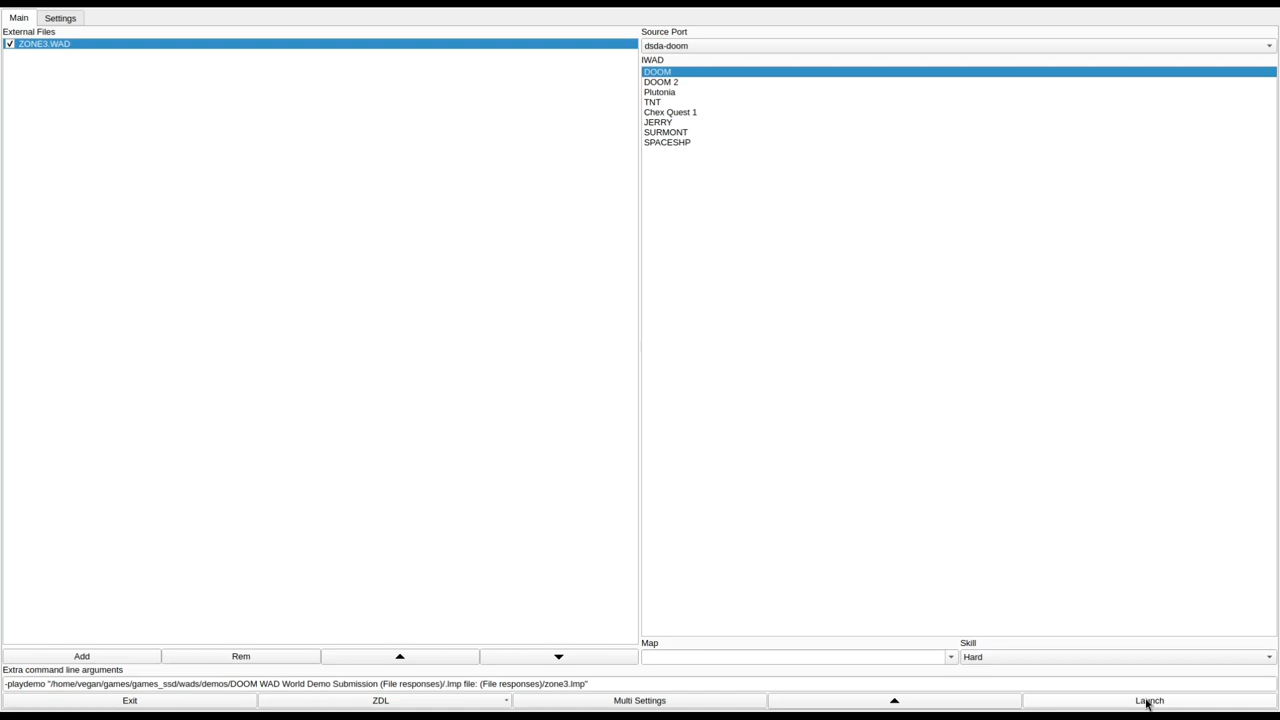 Main Settings
External Files
ZONE3.WAD
Source Port
dsda-doom
IWAD
DOOM
DOOM 2
Plutonia
TNT
Chex Quest 1
JERRY
SURMONT
SPACESHP
Map
Skill
Hard
Add
Rem
Extra command line arguments
-playdemo "/home/vegan/games/games_ssd/wads/demos/DOOM WAD World Demo Submission (File responses)/.lmp file: (File responses)/zone3.lmp"
Exit
ZDL
Multi Settings
Launch